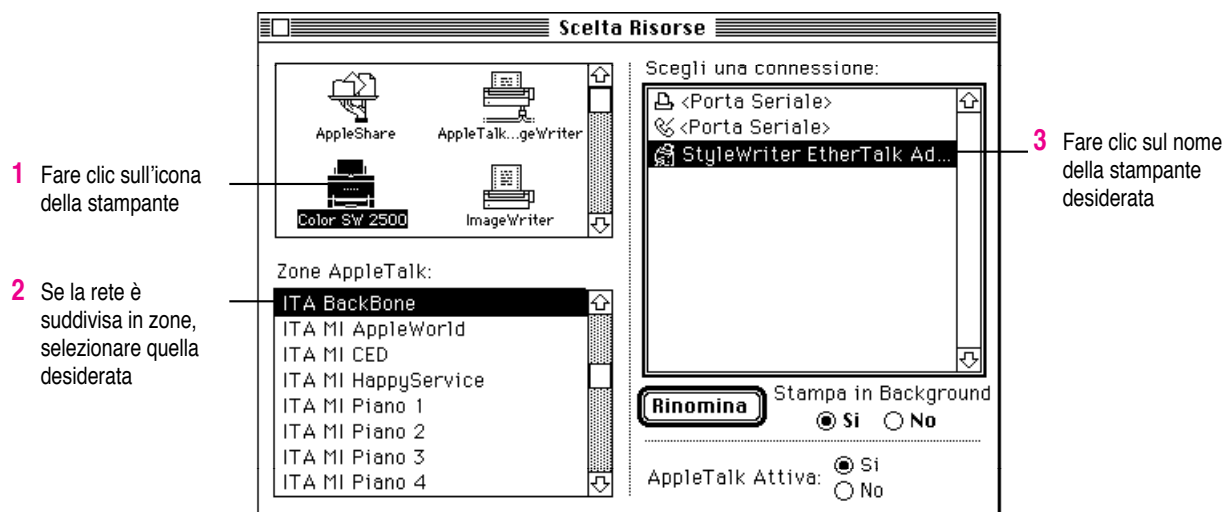 Scelta Risorse
AppleShare
AppleTalk...geWriter
Color SW 2500
ImageWriter
Zone AppleTalk:
ITA BackBone
ITA MI AppleWorld
ITA MI CED
ITA MI HappyService
ITA MI Piano 1
ITA MI Piano 2
ITA MI Piano 3
ITA MI Piano 4
Scegli una connessione:
<Porta Seriale>
<Porta Seriale>
StyleWriter EtherTalk Ad...
Rinomina
Stampa in Background
Si No
AppleTalk Attiva:
Si
No
1 Fare clic sull'icona
della stampante
2 Se la rete è
suddivisa in zone,
selezionare quella
desiderata
3 Fare clic sul nome
della stampante
desiderata